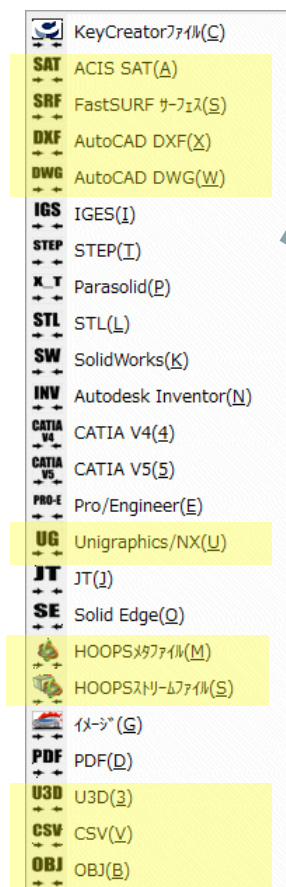 KeyCreatorﾌｧｲﾙ(C)
SAT ACIS SAT(A)
SRF FastSURF ｻｰﾌｪｽ(S)
DXF AutoCAD DXF(X)
DWG AutoCAD DWG(W)
IGS IGES(I)
STEP STEP(T)
X_T Parasolid(P)
STL STL(L)
SW SolidWorks(K)
INV Autodesk Inventor(N)
CATIA V4 CATIA V4(4)
CATIA V5 CATIA V5(5)
PRO-E Pro/Engineer(E)
UG Unigraphics/NX(U)
JT JT(J)
SE Solid Edge(O)
HOOPSﾒﾀﾌｧｲﾙ(M)
HOOPSｽﾄﾘｰﾑﾌｧｲﾙ(S)
ｲﾒｰｼﾞ(G)
PDF PDF(D)
U3D U3D(3)
CSV CSV(V)
OBJ OBJ(B)